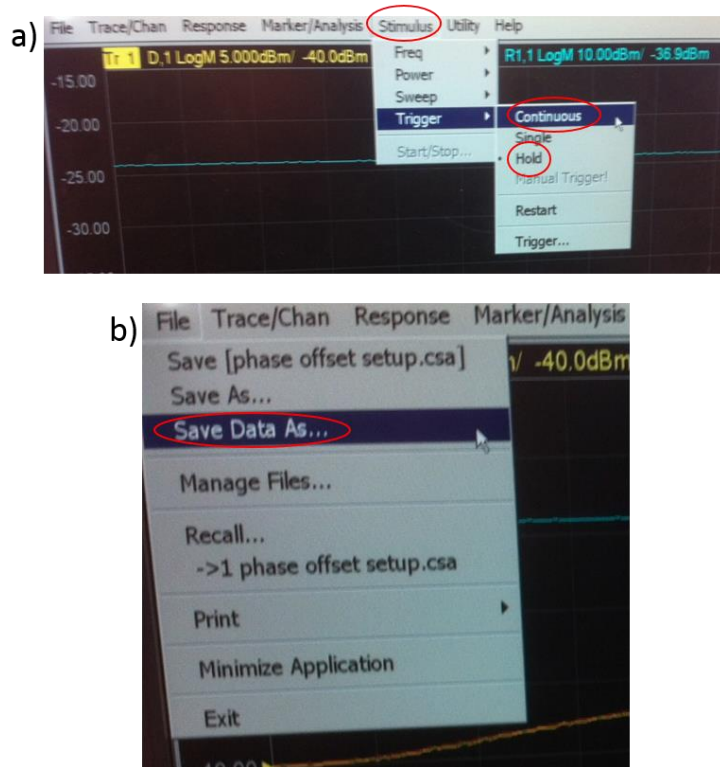 a)
File Trace/Chan Response Marker/Analysis Stimulus Utility Help
Tr 1 D,1 LogM 5.000dBm/ -40.0dBm
R1,1 LogM 10.00dBm/ -36.9dBm
-15.00
-20.00
-25.00
-30.00
Freq
Power
Sweep
Trigger
Start/Stop...
Continuous
Single
Hold
Manual Trigger!
Restart
Trigger...
b)
File Trace/Chan Response Marker/Analysis
/ -40.0dBm
Save [phase offset setup.csa]
Save As...
Save Data As...
Manage Files...
Recall...
->1 phase offset setup.csa
Print
Minimize Application
Exit